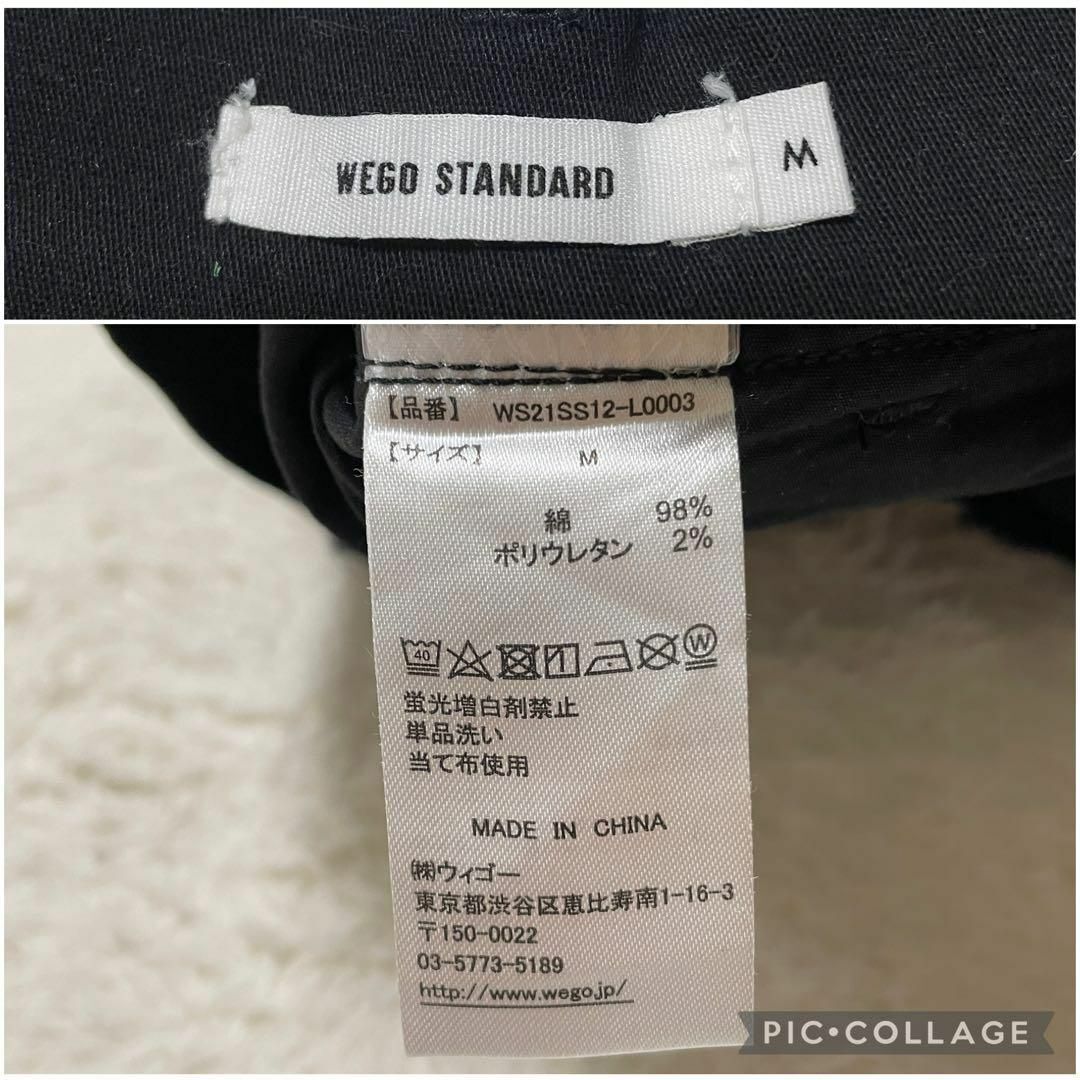 WEGO STANDARD
M
【品番】 WS21SS12-L0003
【サイズ】 M
綿 98%
ポリウレタン 2%
40 W
蛍光増白剤禁止
単品洗い
当て布使用
MADE IN CHINA
㈱ウィゴー
東京都渋谷区恵比寿南1-16-3
〒150-0022
03-5773-5189
http://www.wego.jp/
PIC•COLLAGE